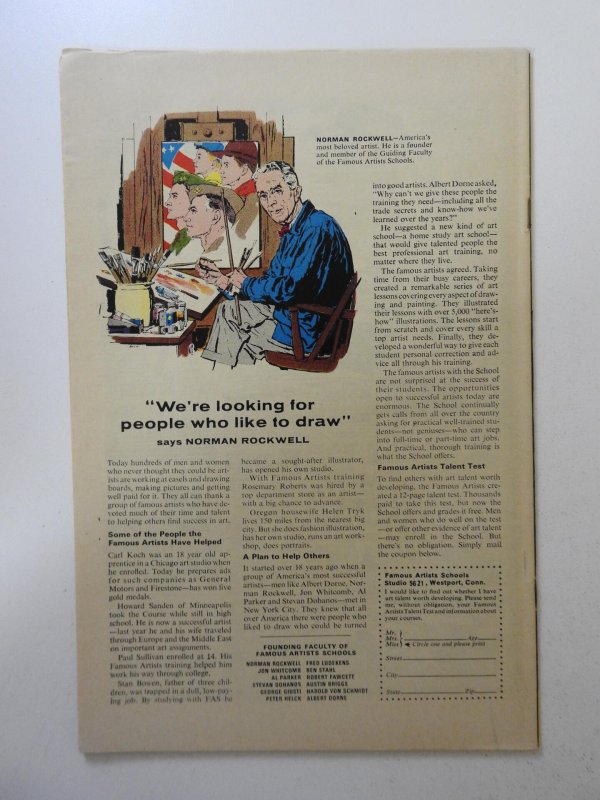 NORMAN ROCKWELL—America's
most beloved artist. He is a founder
and member of the Guiding Faculty
of the Famous Artists Schools.
"We're looking for
people who like to draw"
says NORMAN ROCKWELL
Today hundreds of men and women
who never thought they could be art-
ists are working at easels and drawing
boards, making pictures and getting
well paid for it. They all can thank a
group of famous artists who have de-
voted much of their time and talent
to helping others find success in art.
Some of the People the
Famous Artists Have Helped
Carl Koch was an 18 year old ap-
prentice in a Chicago art studio when
he enrolled. Today he prepares ads
for such companies as General
Motors and Firestone—has won five
gold medals.
Howard Sanden of Minneapolis
took the Course while still in high
school. He is now a successful artist
—last year he and his wife traveled
through Europe and the Middle East
on important art assignments.
Paul Sullivan enrolled at 14. His
Famous Artists training helped him
work his way through college.
Stan Bowen, father of three chil-
dren, was trapped in a dull, low-pay-
ing job. By studying with FAS he
became a sought-after illustrator,
has opened his own studio.
With Famous Artists training
Rosemary Roberts was hired by a
top department store as an artist—
with a big chance to advance.
Oregon housewife Helen Tryk
lives 150 miles from the nearest big
city. But she does fashion illustration,
has her own studio, runs an art work-
shop, does portraits.
A Plan to Help Others
It started over 18 years ago when a
group of America's most successful
artists—men like Albert Dorne, Nor-
man Rockwell, Jon Whitcomb, Al
Parker and Stevan Dohanos—met in
New York City. They knew that all
over America there were people who
liked to draw who could be turned
FOUNDING FACULTY OF
FAMOUS ARTISTS SCHOOLS
NORMAN ROCKWELL FRED LUDEKENS
JON WHITCOMB BEN STAHL
AL PARKER ROBERT FAWCETT
STEVAN DOHANOS AUSTIN BRIGGS
GEORGE GIUSTI HAROLD VON SCHMIDT
PETER HELCK ALBERT DORNE
into good artists. Albert Dorne asked,
"Why can't we give these people the
training they need—including all the
trade secrets and know-how we've
learned over the years?"
He suggested a new kind of art
school—a home study art school—
that would give talented people the
best professional art training, no
matter where they live.
The famous artists agreed. Taking
time from their busy careers, they
created a remarkable series of art
lessons covering every aspect of draw-
ing and painting. They illustrated
their lessons with over 5,000 "here's-
how" illustrations. The lessons start
from scratch and cover every skill a
top artist needs. Finally, they de-
veloped a wonderful way to give each
student personal correction and ad-
vice all through his training.
The famous artists with the School
are not surprised at the success of
their students. The opportunities
open to successful artists today are
enormous. The School continually
gets calls from all over the country
asking for practical well-trained stu-
dents—not geniuses—who can step
into full-time or part-time art jobs.
And practical, thorough training is
what the School offers.
Famous Artists Talent Test
To find others with art talent worth
developing, the Famous Artists cre-
ated a 12-page talent test. Thousands
paid to take this test, but now the
School offers and grades it free. Men
and women who do well on the test
—or offer other evidence of art talent
—may enroll in the School. But
there's no obligation. Simply mail
the coupon below.
Famous Artists Schools
Studio 5621, Westport, Conn.
I would like to find out whether I have
art talent worth developing. Please send
me, without obligation, your Famous
Artists Talent Test and information about
your courses.
Mr.
Mrs. Age
Miss Circle one and please print
Street
City
State Zip